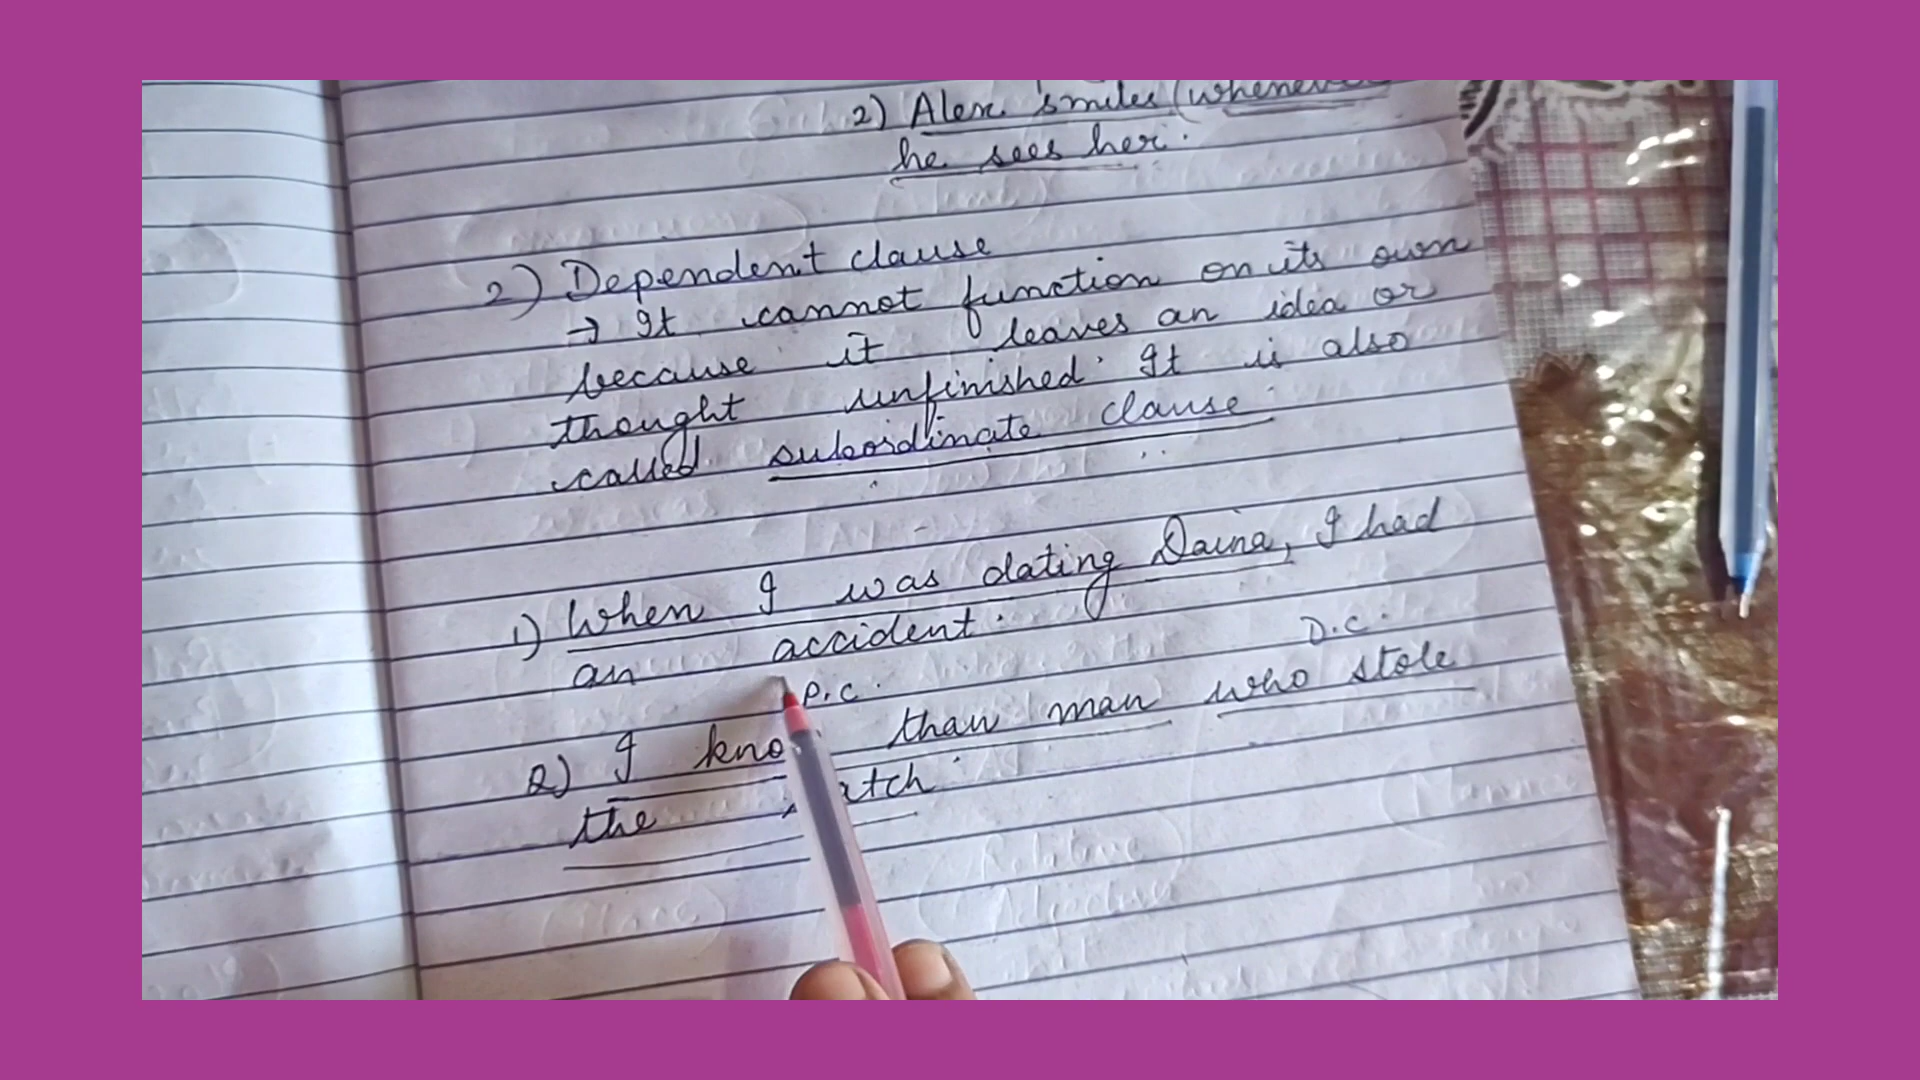 2) Alex smiles (whenever
he sees her.
2) Dependent clause
→ It cannot function on its own
because it leaves an idea or
thought unfinished. It is also
called subordinate clause.
1) When I was dating Daina, I had
an accident.
P.C. D.C.
2) I kno than man who stole
the atch.